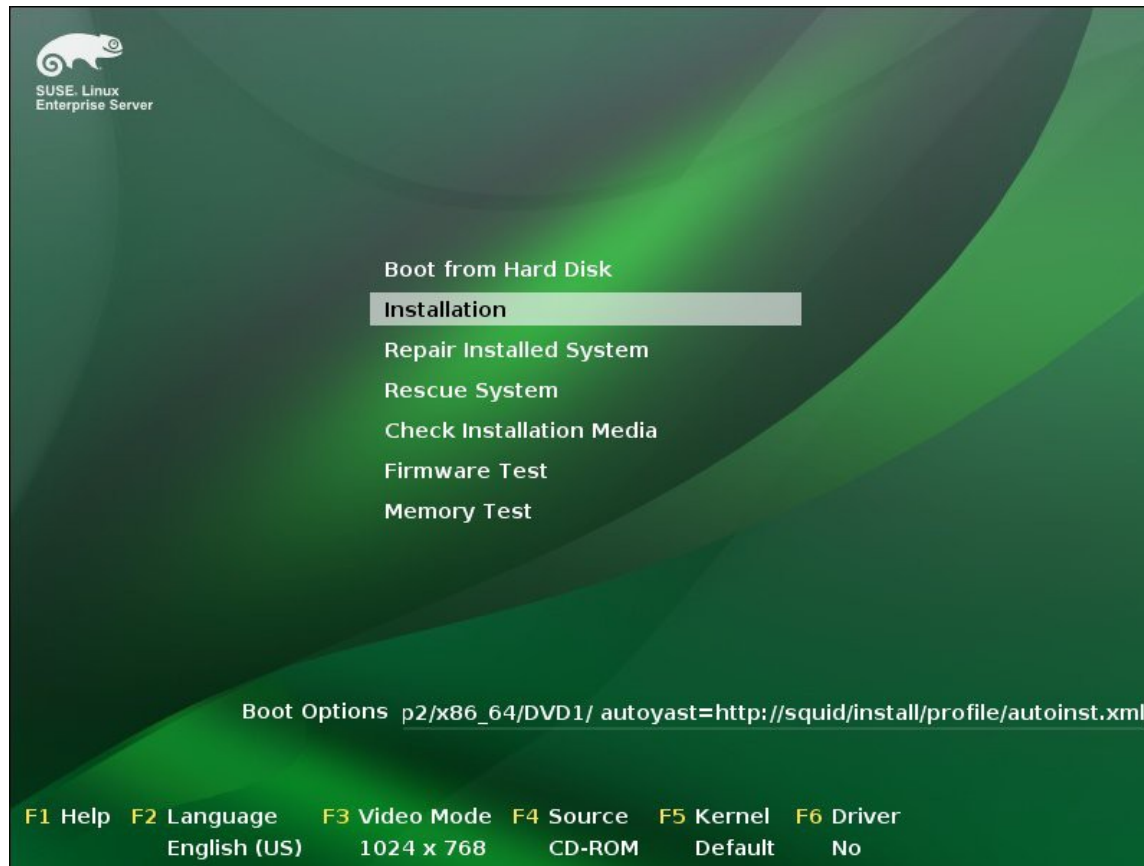 SUSE. Linux
Enterprise Server
Boot from Hard Disk
Installation
Repair Installed System
Rescue System
Check Installation Media
Firmware Test
Memory Test
Boot Options p2/x86_64/DVD1/ autoyast=http://squid/install/profile/autoinst.xml
F1 Help F2 Language F3 Video Mode F4 Source F5 Kernel F6 Driver
English (US) 1024 x 768 CD-ROM Default No